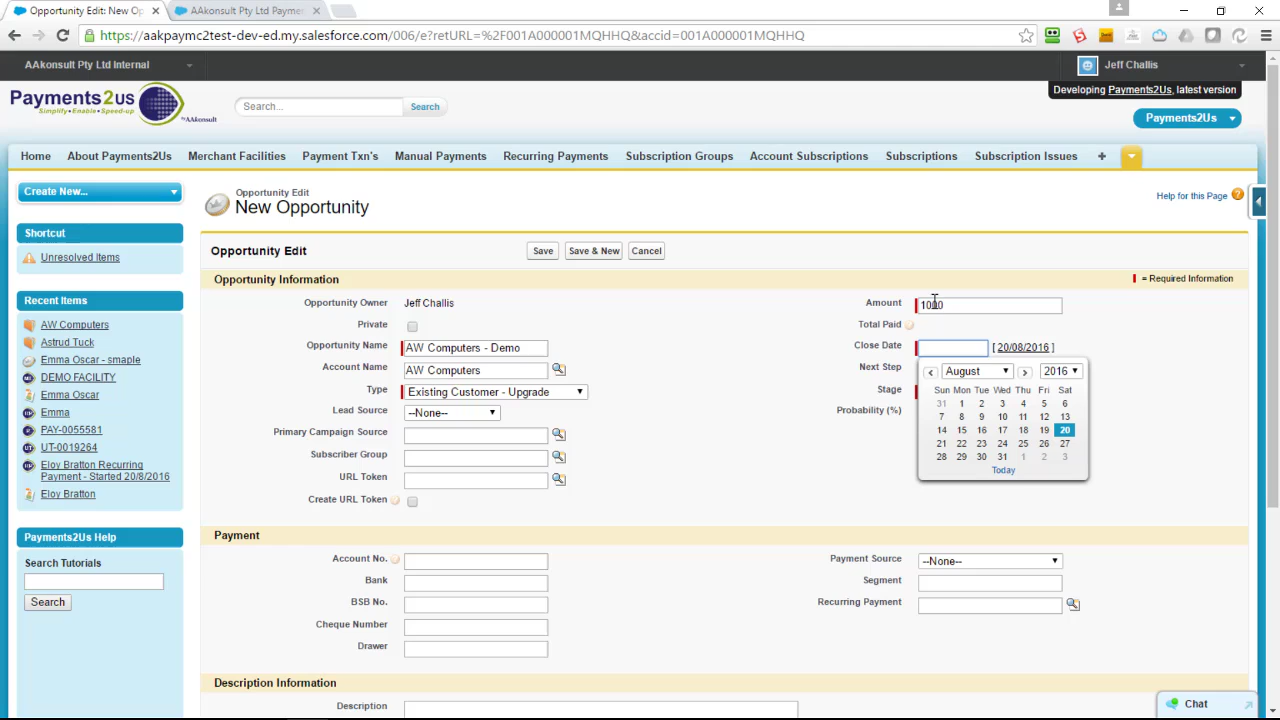 Opportunity Edit: New Op
AAkonsult Pty Ltd Paymen
https://aakpaymc2test-dev-ed.my.salesforce.com/006/e?retURL=%2F001A000001MQHHQ&accid=001A000001MQHHQ
AAkonsult Pty Ltd Internal
Jeff Challis
Payments2us
Simplify•Enable•Speed-up
by AAkonsult
Search...
Search
Developing Payments2Us, latest version
Payments2Us
Home
About Payments2Us
Merchant Facilities
Payment Txn's
Manual Payments
Recurring Payments
Subscription Groups
Account Subscriptions
Subscriptions
Subscription Issues
+
Create New...
Shortcut
Unresolved Items
Recent Items
AW Computers
Astrud Tuck
Emma Oscar - smaple
DEMO FACILITY
Emma Oscar
Emma
PAY-0055581
UT-0019264
Eloy Bratton Recurring
Payment - Started 20/8/2016
Eloy Bratton
Payments2Us Help
Search Tutorials
Search
Opportunity Edit
New Opportunity
Help for this Page
Opportunity Edit
Save
Save & New
Cancel
Opportunity Information
= Required Information
Opportunity Owner
Jeff Challis
Private
Opportunity Name
AW Computers - Demo
Account Name
AW Computers
Type
Existing Customer - Upgrade
Lead Source
--None--
Primary Campaign Source
Subscriber Group
URL Token
Create URL Token
Amount
1000
Total Paid
Close Date
[ 20/08/2016 ]
Next Step
Stage
Probability (%)
August
2016
Sun Mon Tue Wed Thu Fri Sat
31 1 2 3 4 5 6
7 8 9 10 11 12 13
14 15 16 17 18 19 20
21 22 23 24 25 26 27
28 29 30 31 1 2 3
Today
Payment
Account No.
Bank
BSB No.
Cheque Number
Drawer
Payment Source
--None--
Segment
Recurring Payment
Description Information
Description
Chat